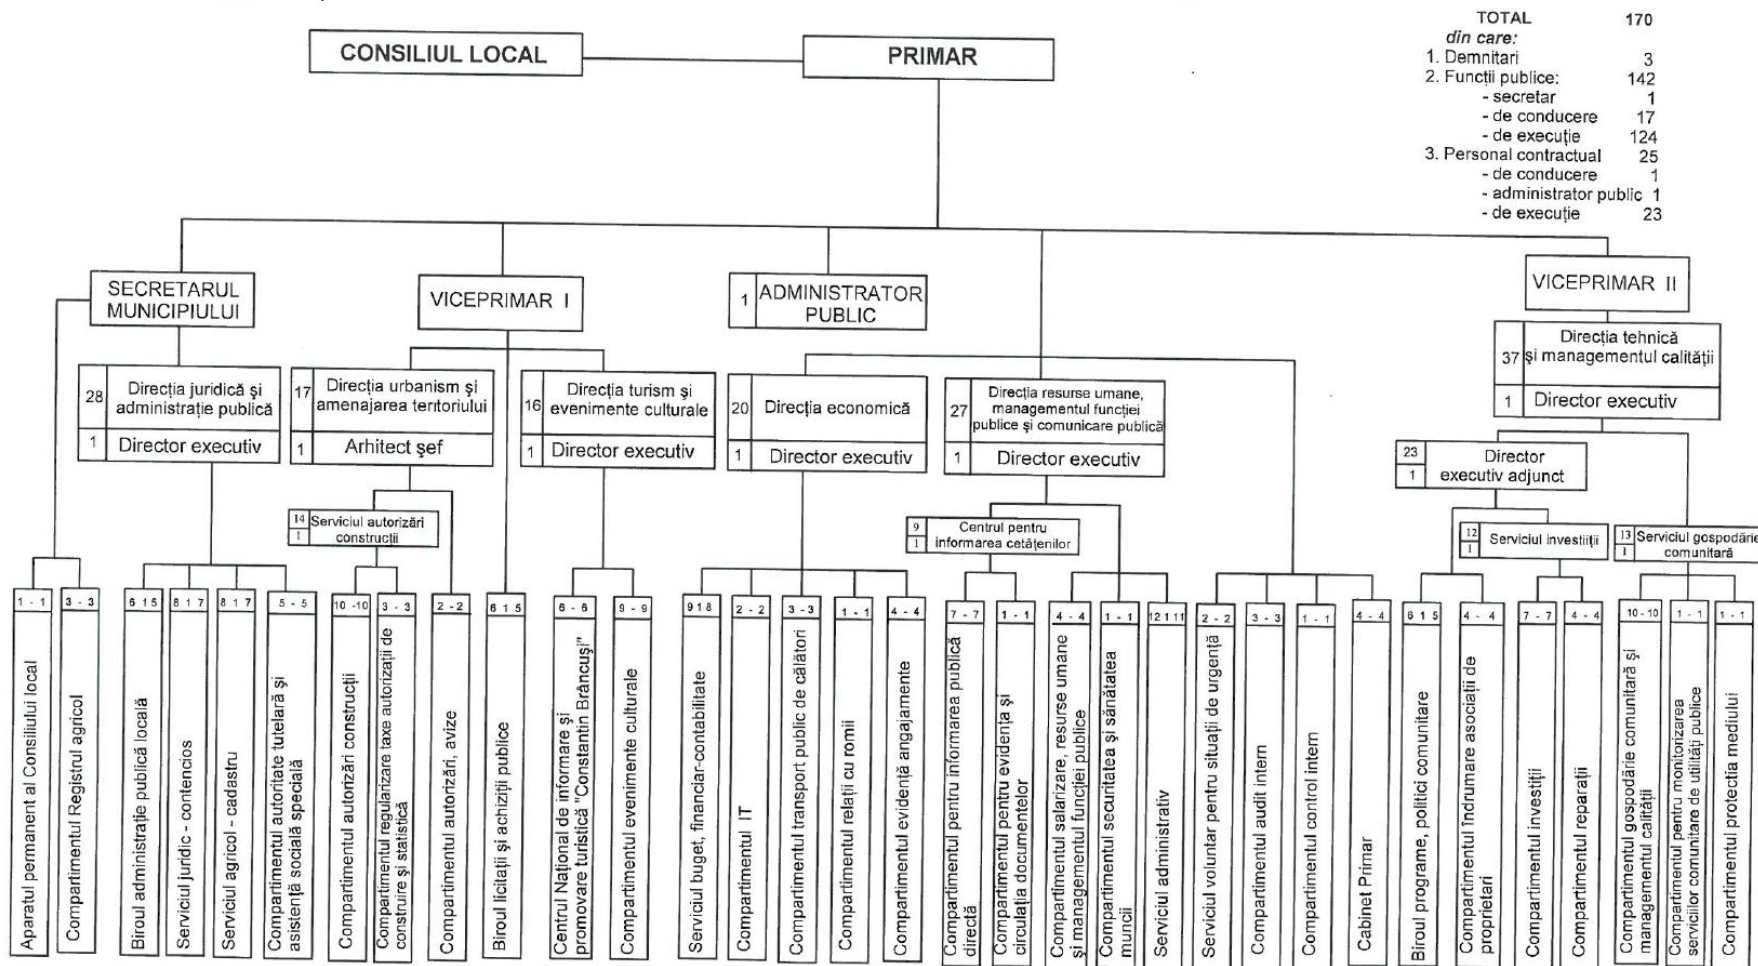 TOTAL 170
din care:
1. Demnitari 3
2. Funcții publice: 142
- secretar 1
- de conducere 17
- de execuție 124
3. Personal contractual 25
- de conducere 1
- administrator public 1
- de execuție 23
CONSILIUL LOCAL
PRIMAR
SECRETARUL
MUNICIPIULUI
VICEPRIMAR I
1 ADMINISTRATOR
PUBLIC
VICEPRIMAR II
28 Direcția juridică și
administrație publică
1 Director executiv
17 Direcția urbanism și
amenajarea teritoriului
1 Arhitect șef
16 Direcția turism și
evenimente culturale
1 Director executiv
20 Direcția economică
1 Director executiv
27 Direcția resurse umane,
managementul funcției
publice și comunicare publică
1 Director executiv
37 Direcția tehnică
și managementul calității
1 Director executiv
23 Director
1 executiv adjunct
14 Serviciul autorizări
1 construcții
9 Centrul pentru
1 informarea cetățenilor
12 Serviciul investiții
1
13 Serviciul gospodărie
1 comunitară
1 - 1
Aparatul permanent al Consiliului local
3 - 3
Compartimentul Registrul agricol
6 1 5
Biroul administrație publică locală
8 1 7
Serviciul juridic - contencios
8 1 7
Serviciul agricol - cadastru
5 - 5
Compartimentul autoritate tutelară și
asistență socială specială
10 -10
Compartimentul autorizări construcții
3 - 3
Compartimentul regularizare taxe autorizații de
construire și statistică
2 - 2
Compartimentul autorizări, avize
6 1 5
Biroul licitații și achiziții publice
6 - 6
Centrul Național de informare și
promovare turistică "Constantin Brâncuși"
9 - 9
Compartimentul evenimente culturale
9 1 8
Serviciul buget, financiar-contabilitate
2 - 2
Compartimentul IT
3 - 3
Compartimentul transport public de călători
1 - 1
Compartimentul relații cu romii
4 - 4
Compartimentul evidență angajamente
7 - 7
Compartimentul pentru informarea publică
directă
1 - 1
Compartimentul pentru evidența și
circulația documentelor
4 - 4
Compartimentul salarizare, resurse umane
și managementul funcției publice
1 - 1
Compartimentul securitatea și sănătatea
muncii
12 1 11
Serviciul administrativ
2 - 2
Serviciul voluntar pentru situații de urgență
3 - 3
Compartimentul audit intern
1 - 1
Compartimentul control intern
4 - 4
Cabinet Primar
6 1 5
Biroul programe, politici comunitare
4 - 4
Compartimentul îndrumare asociații de
proprietari
7 - 7
Compartimentul investiții
4 - 4
Compartimentul reparații
10 - 10
Compartimentul gospodărie comunitară și
managementul calității
1 - 1
Compartimentul pentru monitorizarea
serviciilor comunitare de utilități publice
1 - 1
Compartimentul protectia mediului